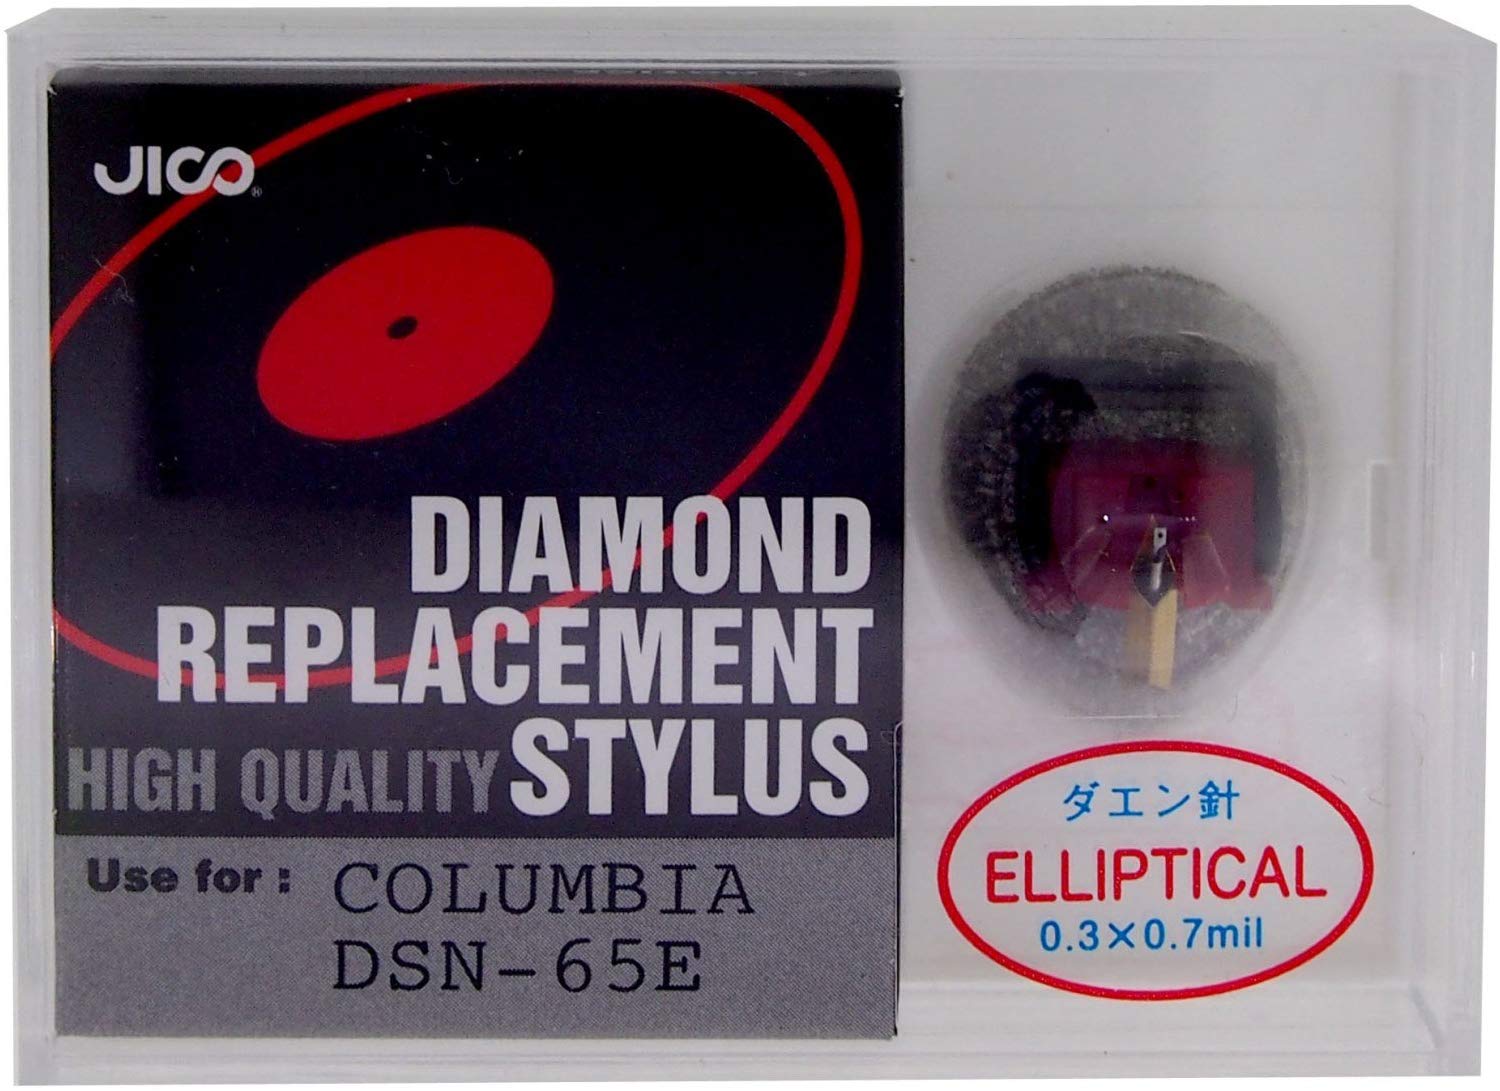 JICO®
DIAMOND
REPLACEMENT
HIGH QUALITY STYLUS
Use for : COLUMBIA
DSN-65E
ダエン針
ELLIPTICAL
0.3×0.7mil